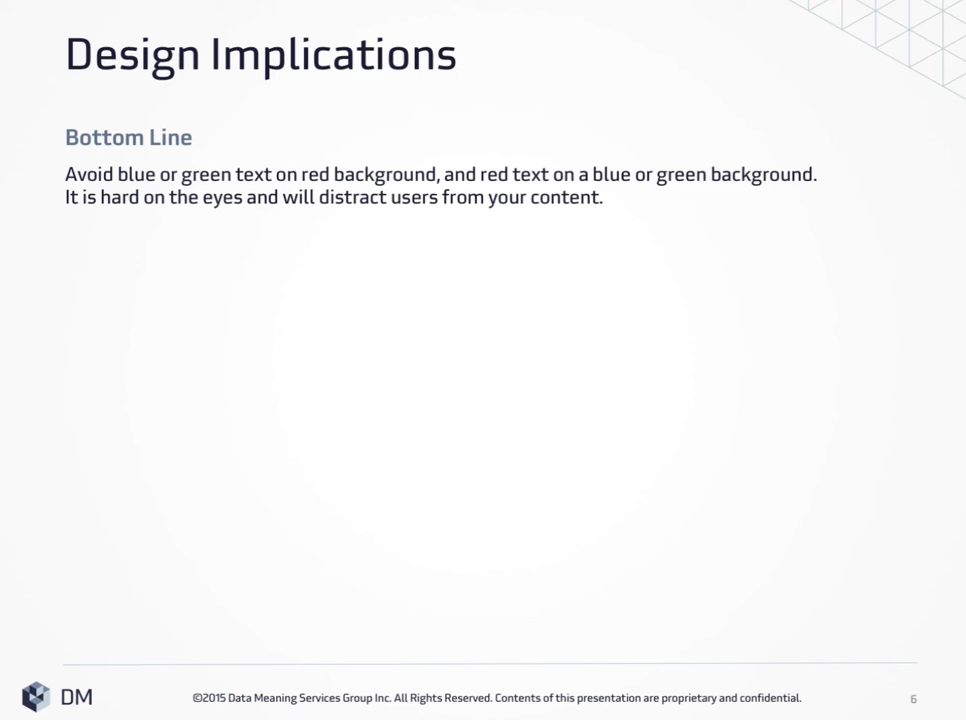 Design Implications
Bottom Line
Avoid blue or green text on red background, and red text on a blue or green background.
It is hard on the eyes and will distract users from your content.
DM
©2015 Data Meaning Services Group Inc. All Rights Reserved. Contents of this presentation are proprietary and confidential.
6